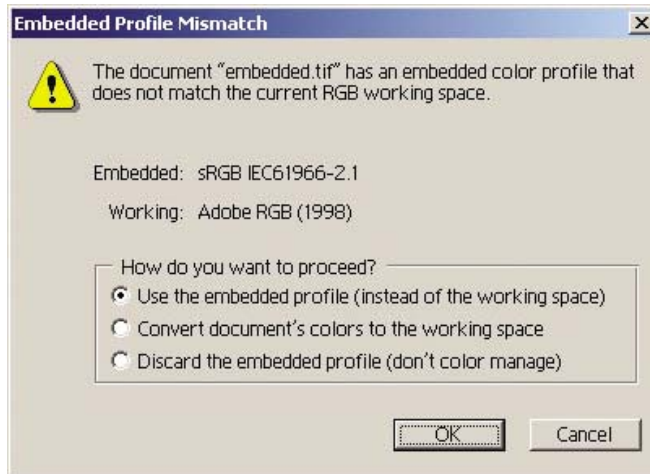 Embedded Profile Mismatch
The document "embedded.tif" has an embedded color profile that
does not match the current RGB working space.
Embedded: sRGB IEC61966-2.1
Working: Adobe RGB (1998)
How do you want to proceed?
Use the embedded profile (instead of the working space)
Convert document's colors to the working space
Discard the embedded profile (don't color manage)
OK
Cancel